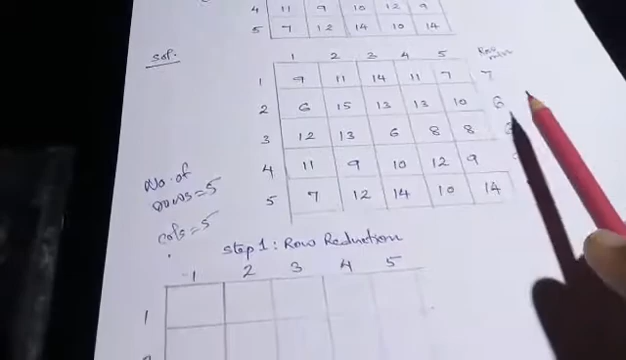 4 11 9 10 12 9
5 7 12 14 10 14
Sol.
1 2 3 4 5 Row min
1 9 11 14 11 7 7
2 6 15 13 13 10 6
3 12 13 6 8 8
4 11 9 10 12 9
5 7 12 14 10 14
No. of
rows = 5
cols = 5
Step 1: Row Reduction
1 2 3 4 5
1